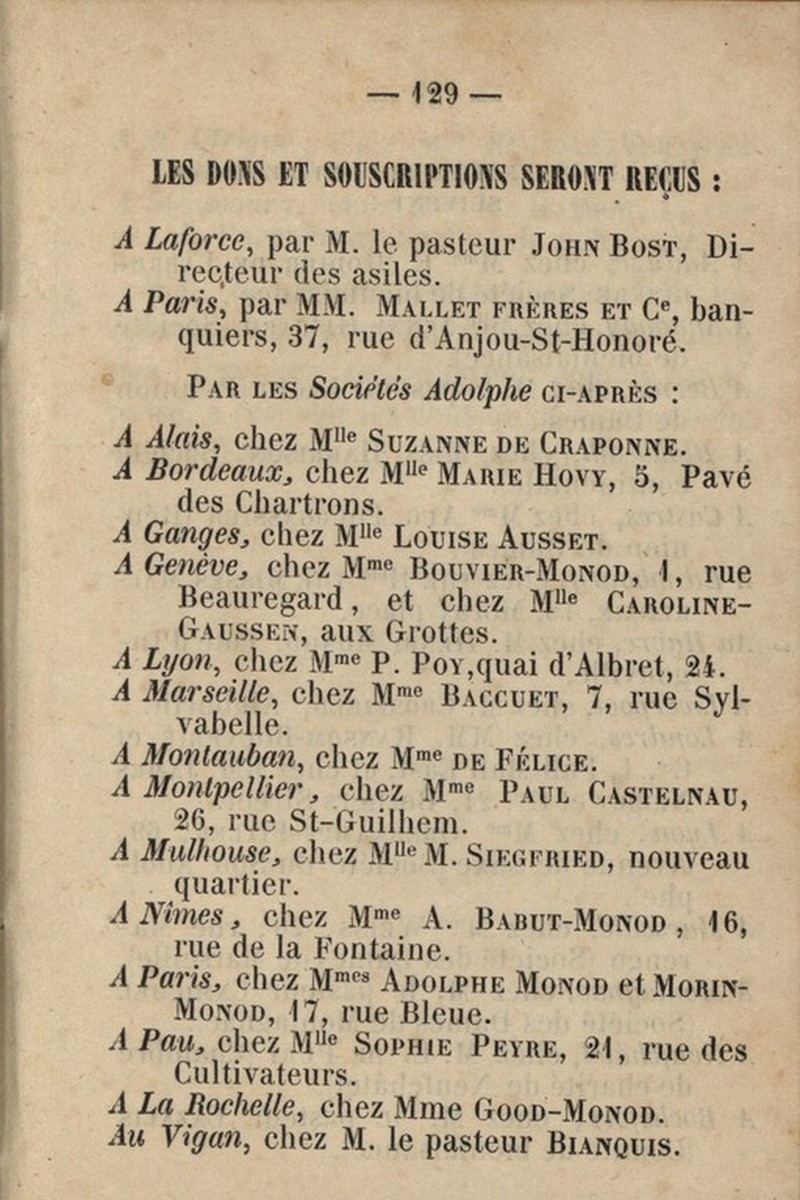 — 129 —
LES DONS ET SOUSCRIPTIONS SERONT REÇUS :
A Laforce, par M. le pasteur JOHN BOST, Di-
recteur des asiles.
A Paris, par MM. MALLET FRÈRES ET Cᵉ, ban-
quiers, 37, rue d'Anjou-St-Honoré.
PAR LES Sociétés Adolphe CI-APRÈS :
A Alais, chez Mˡˡᵉ SUZANNE DE CRAPONNE.
A Bordeaux, chez Mˡˡᵉ MARIE HOVY, 5, Pavé
des Chartrons.
A Ganges, chez Mˡˡᵉ LOUISE AUSSET.
A Genève, chez Mᵐᵉ BOUVIER-MONOD, 1, rue
Beauregard, et chez Mˡˡᵉ CAROLINE-
GAUSSEN, aux Grottes.
A Lyon, chez Mᵐᵉ P. POY, quai d'Albret, 24.
A Marseille, chez Mᵐᵉ BACCUET, 7, rue Syl-
vabelle.
A Montauban, chez Mᵐᵉ DE FÉLICE.
A Montpellier, chez Mᵐᵉ PAUL CASTELNAU,
26, rue St-Guilhem.
A Mulhouse, chez Mˡˡᵉ M. SIEGFRIED, nouveau
quartier.
A Nîmes, chez Mᵐᵉ A. BABUT-MONOD, 16,
rue de la Fontaine.
A Paris, chez Mᵐᵉˢ ADOLPHE MONOD et MORIN-
MONOD, 17, rue Bleue.
A Pau, chez Mˡˡᵉ SOPHIE PEYRE, 21, rue des
Cultivateurs.
A La Rochelle, chez Mme GOOD-MONOD.
Au Vigan, chez M. le pasteur BIANQUIS.